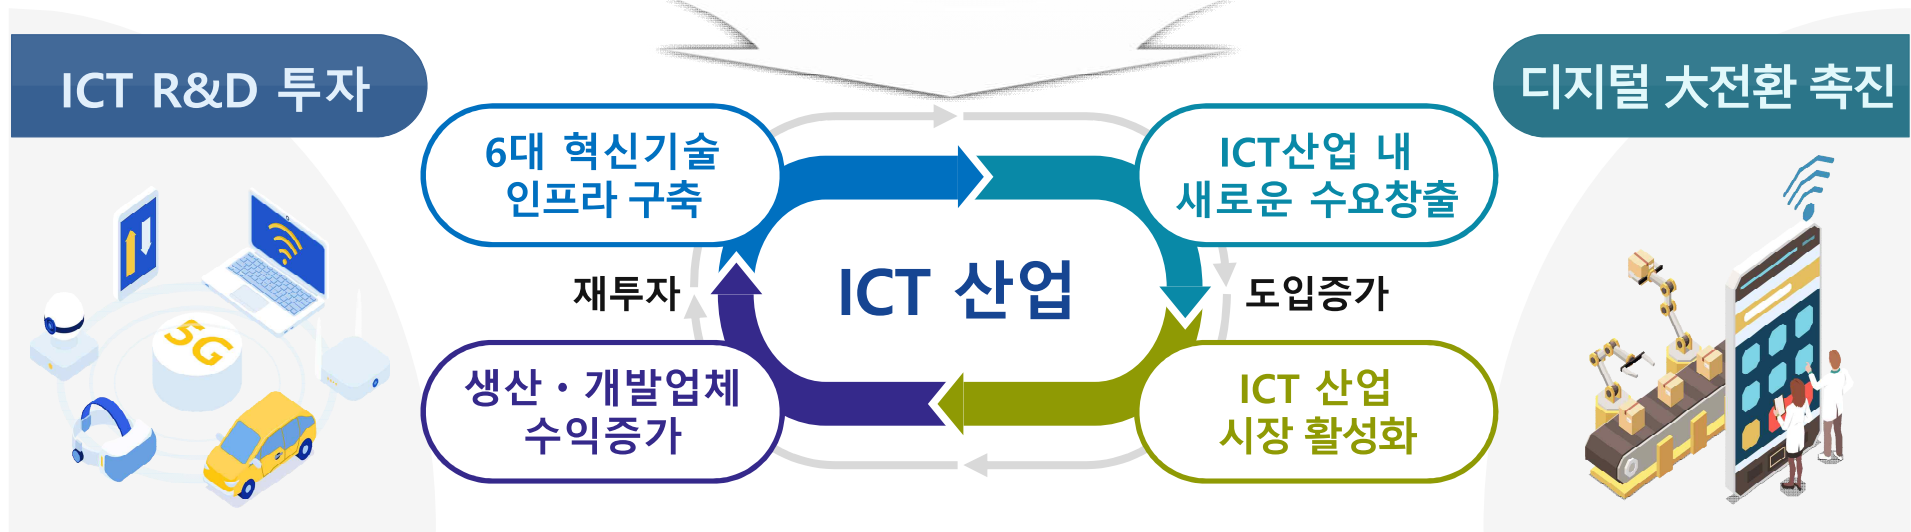 ICT R&D 투자
디지털 大전환 촉진
6대 혁신기술
인프라 구축
ICT산업 내
새로운 수요창출
재투자
ICT 산업
도입증가
생산・개발업체
수익증가
ICT 산업
시장 활성화
5G